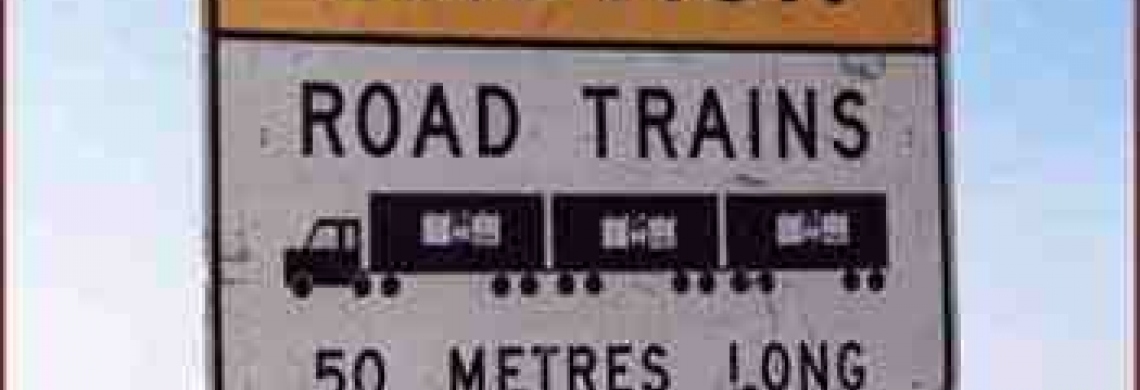 ROAD TRAINS
50 METRES LONG